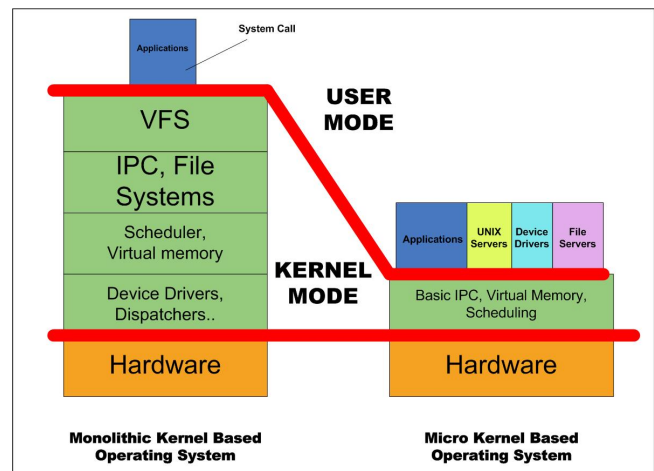 System Call
Applications
USER
MODE
VFS
IPC, File
Systems
Scheduler,
Virtual memory
Device Drivers,
Dispatchers..
Hardware
KERNEL
MODE
Applications
UNIX
Servers
Device
Drivers
File
Servers
Basic IPC, Virtual Memory,
Scheduling
Hardware
Monolithic Kernel Based
Operating System
Micro Kernel Based
Operating System